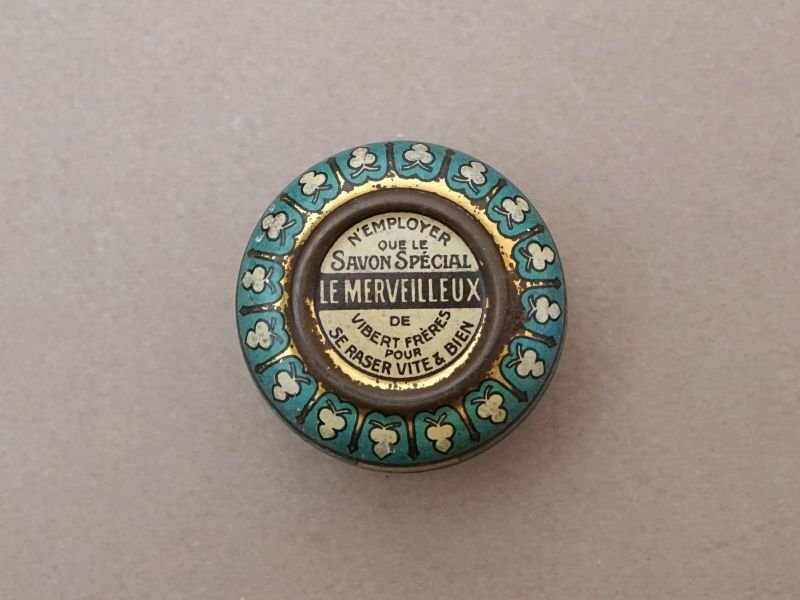 N'EMPLOYER
QUE LE
SAVON SPÉCIAL
LE MERVEILLEUX
DE
VIBERT FRÈRES
POUR
SE RASER VITE & BIEN